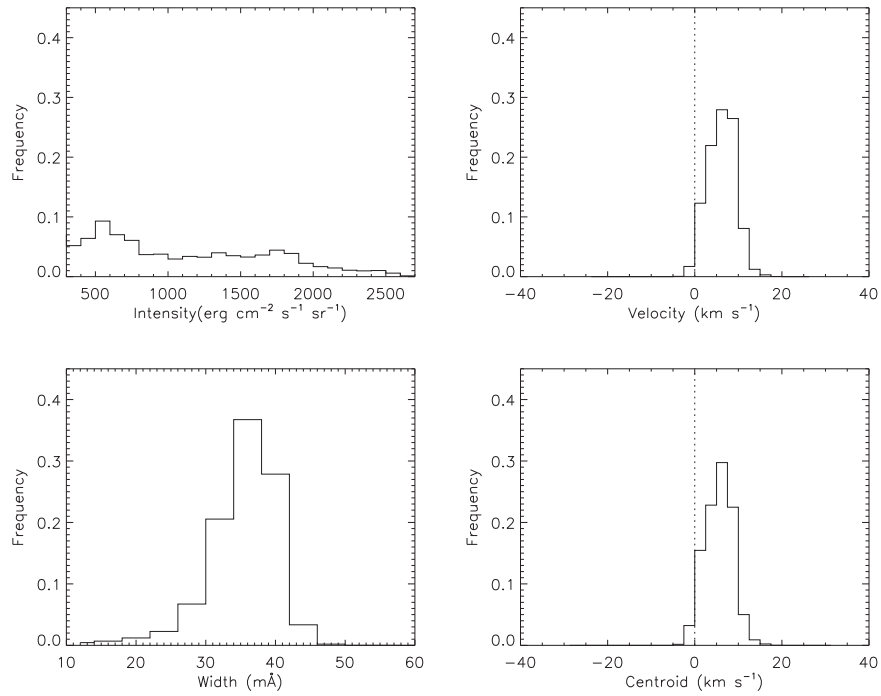 0.4
0.3
0.2
0.1
0.0
Frequency
500 1000 1500 2000 2500
Intensity(erg cm⁻² s⁻¹ sr⁻¹)
0.4
0.3
0.2
0.1
0.0
Frequency
−40 −20 0 20 40
Velocity (km s⁻¹)
0.4
0.3
0.2
0.1
0.0
Frequency
10 20 30 40 50 60
Width (mÅ)
0.4
0.3
0.2
0.1
0.0
Frequency
−40 −20 0 20 40
Centroid (km s⁻¹)